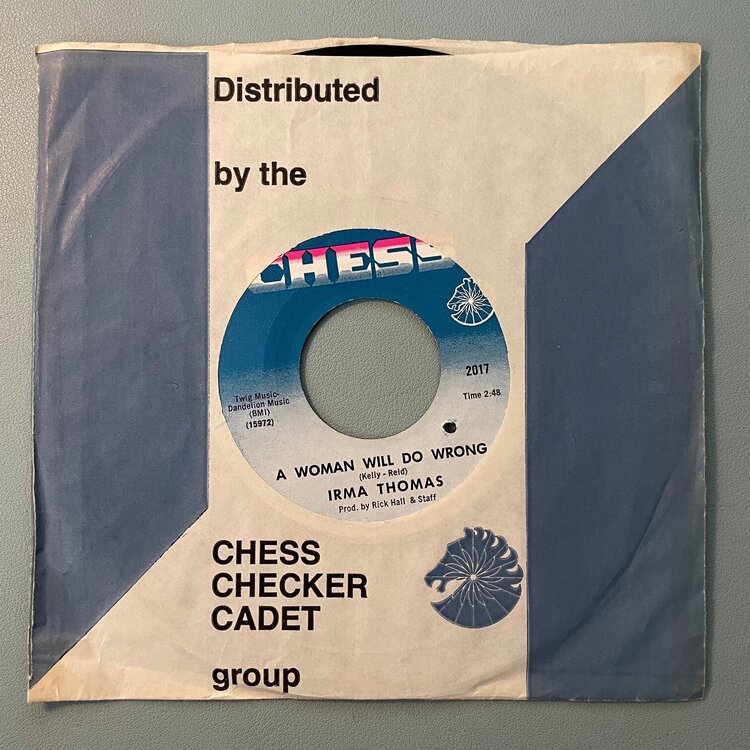 Distributed
by the
CHESS
2017
Time 2:48
Twig Music-
Dandelion Music
(BMI)
(15972)
A WOMAN WILL DO WRONG
(Kelly - Reid)
IRMA THOMAS
Prod. by Rick Hall & Staff
CHESS
CHECKER
CADET
group